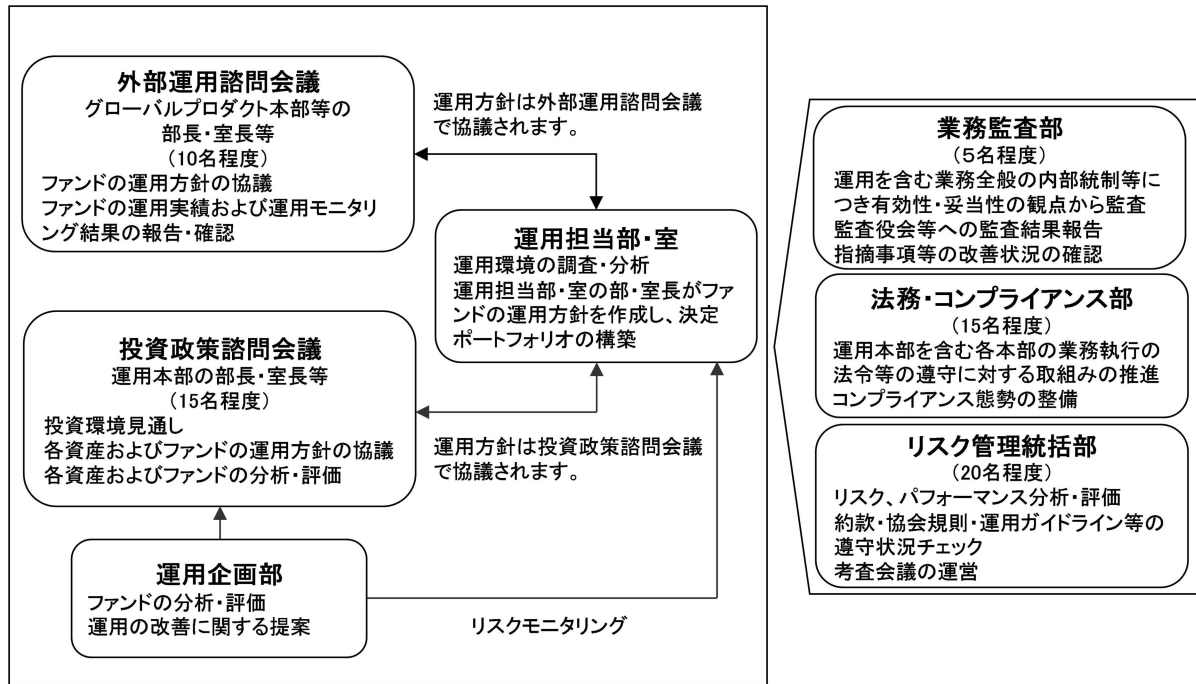 外部運用諮問会議
グローバルプロダクト本部等の
部長・室長等
(10名程度)
ファンドの運用方針の協議
ファンドの運用実績および運用モニタリ
ング結果の報告・確認
運用方針は外部運用諮問会議
で協議されます。
運用担当部・室
運用環境の調査・分析
運用担当部・室の部・室長がファ
ンドの運用方針を作成し、決定
ポートフォリオの構築
投資政策諮問会議
運用本部の部長・室長等
(15名程度)
投資環境見通し
各資産およびファンドの運用方針の協議
各資産およびファンドの分析・評価
運用方針は投資政策諮問会議
で協議されます。
運用企画部
ファンドの分析・評価
運用の改善に関する提案
リスクモニタリング
業務監査部
(5名程度)
運用を含む業務全般の内部統制等に
つき有効性・妥当性の観点から監査
監査役会等への監査結果報告
指摘事項等の改善状況の確認
法務・コンプライアンス部
(15名程度)
運用本部を含む各本部の業務執行の
法令等の遵守に対する取組みの推進
コンプライアンス態勢の整備
リスク管理統括部
(20名程度)
リスク、パフォーマンス分析・評価
約款・協会規則・運用ガイドライン等の
遵守状況チェック
考査会議の運営